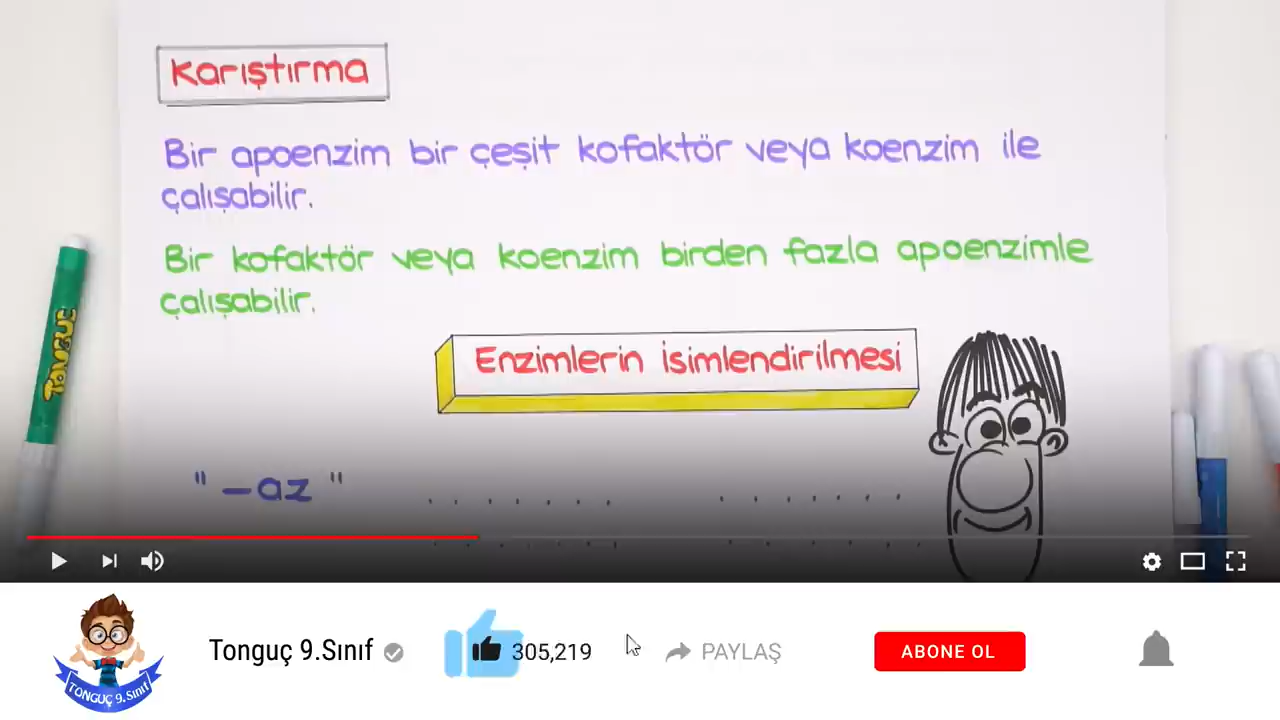 Karıştırma
Bir apoenzim bir çeşit kofaktör veya koenzim ile
çalışabilir.
Bir kofaktör veya koenzim birden fazla apoenzimle
çalışabilir.
TONGUÇ
Enzimlerin isimlendirilmesi
" –az " . . . . . . . . . . . . .
Tonguç 9.Sınıf
305,219
PAYLAŞ
ABONE OL
TONGUÇ 9.Sınıf